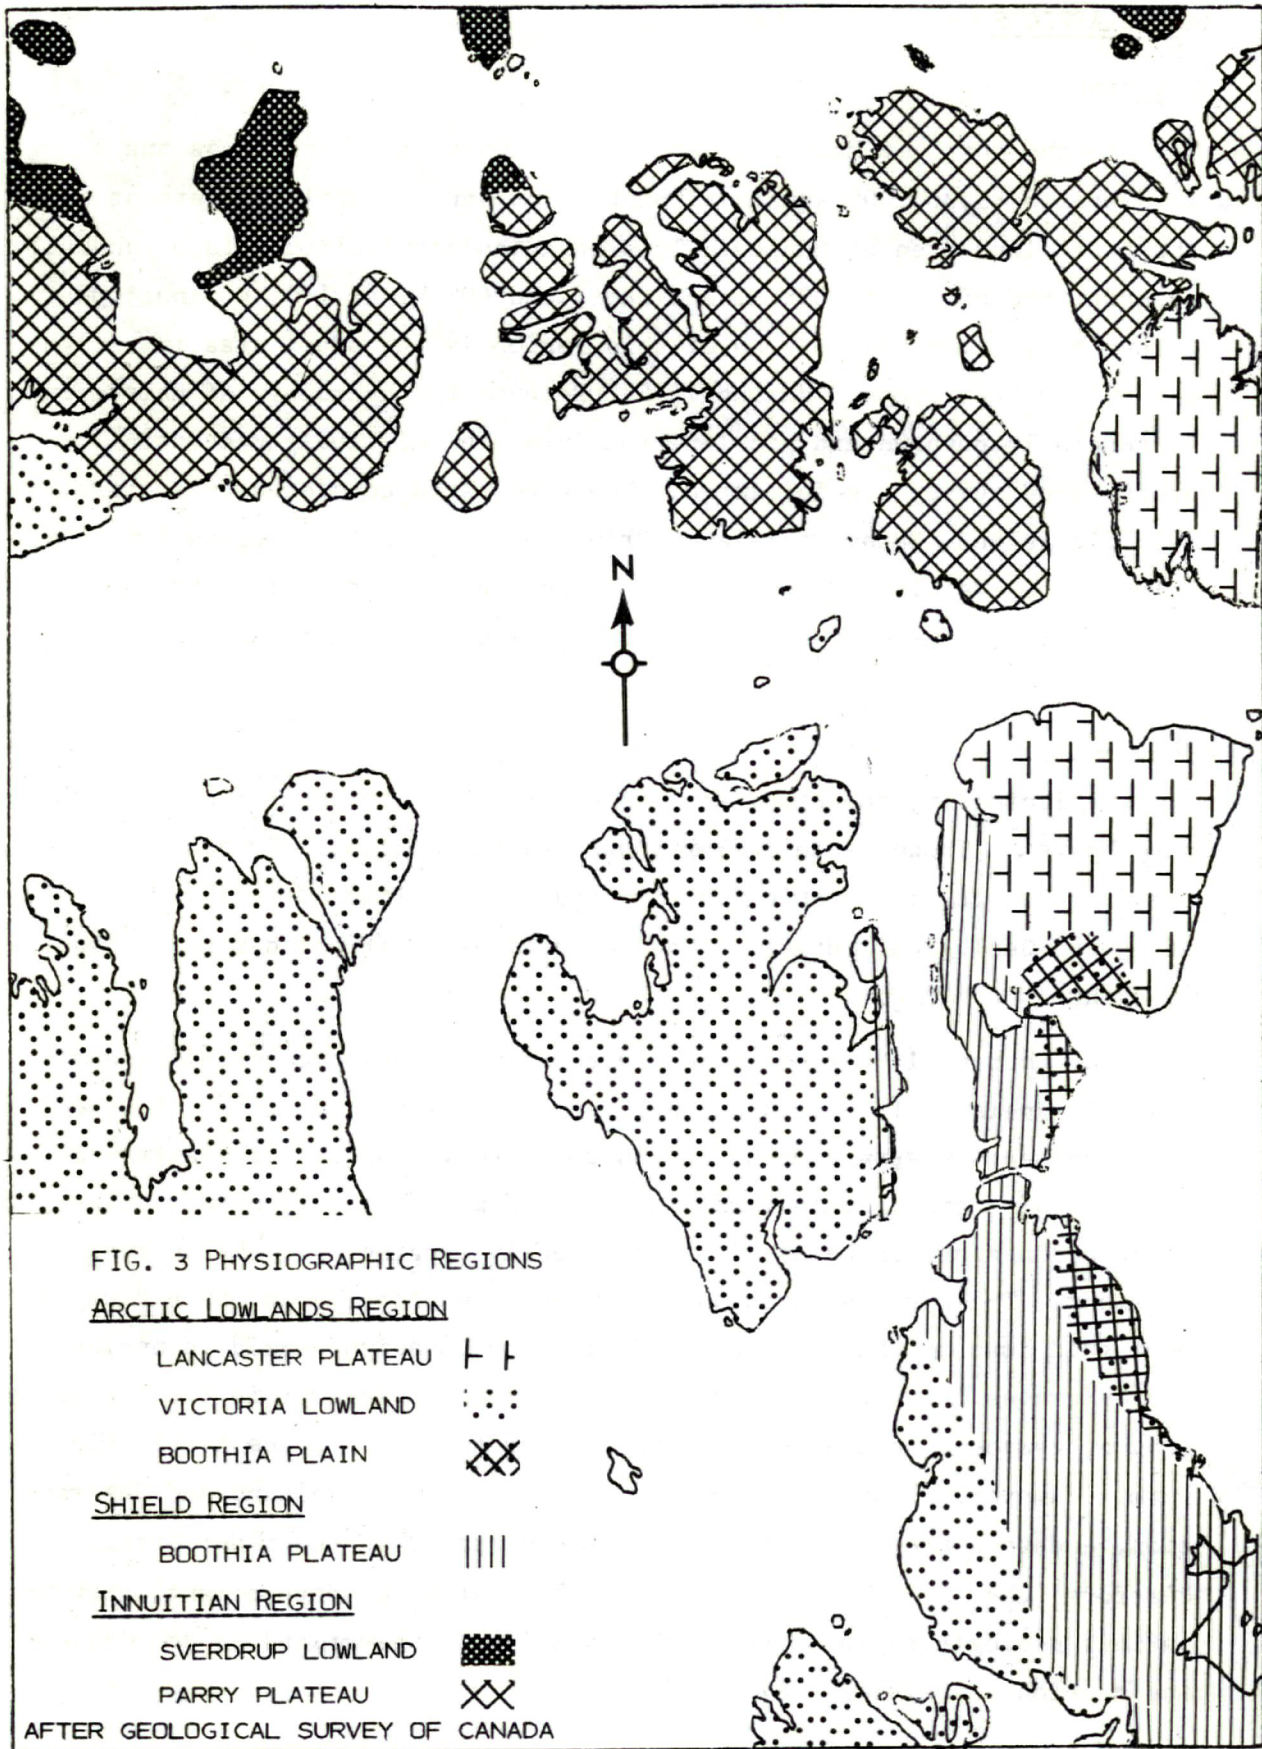 N
FIG. 3 PHYSIOGRAPHIC REGIONS
ARCTIC LOWLANDS REGION
LANCASTER PLATEAU
VICTORIA LOWLAND
BOOTHIA PLAIN
SHIELD REGION
BOOTHIA PLATEAU
INNUITIAN REGION
SVERDRUP LOWLAND
PARRY PLATEAU
AFTER GEOLOGICAL SURVEY OF CANADA